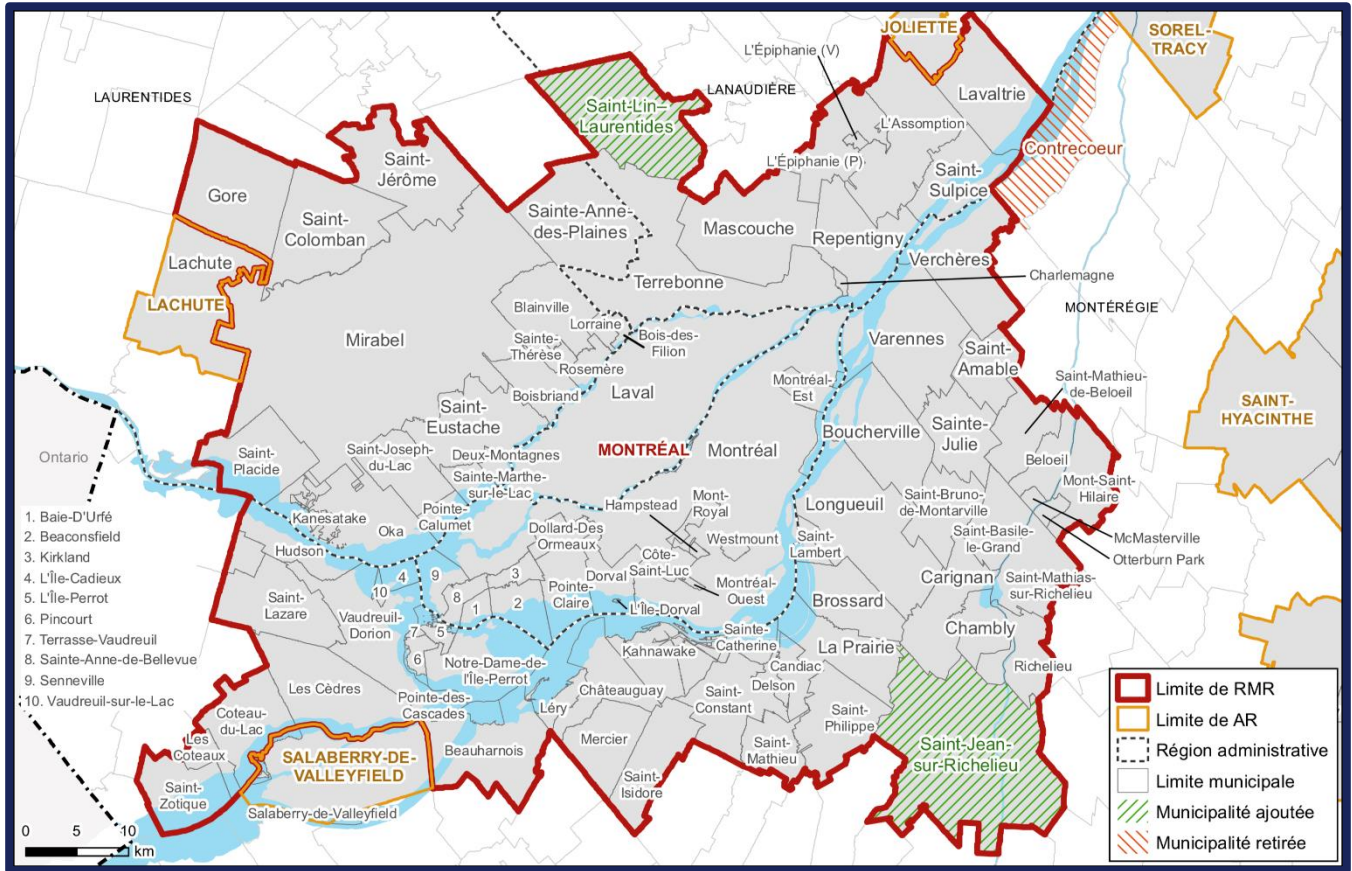 JOLIETTE
SOREL-
TRACY
L'Épiphanie (V)
LAURENTIDES
LANAUDIÈRE
Saint-Lin–
Laurentides
Lavaltrie
L'Assomption
Contrecoeur
L'Épiphanie (P)
Saint-
Jérôme
Saint-
Sulpice
Gore
Saint-
Colomban
Sainte-Anne-
des-Plaines
Mascouche
Repentigny
Verchères
Lachute
Charlemagne
LACHUTE
Terrebonne
MONTÉRÉGIE
Blainville
Lorraine
Bois-des-
Filion
Mirabel
Sainte-
Thérèse
Rosemère
Varennes
Saint-
Amable
Laval
Montréal-
Est
Saint-Mathieu-
de-Beloeil
Boisbriand
SAINT-
HYACINTHE
Saint-
Eustache
Sainte-
Julie
Boucherville
Ontario
Saint-
Placide
Saint-Joseph-
du-Lac
Deux-Montagnes
MONTRÉAL
Montréal
Beloeil
Sainte-Marthe-
sur-le-Lac
Mont-Saint-
Hilaire
Hampstead
Mont-
Royal
Longueuil
Saint-Bruno-
de-Montarville
Kanesatake
Oka
Pointe-
Calumet
Dollard-Des
Ormeaux
Westmount
Saint-
Lambert
Saint-Basile-
le-Grand
McMasterville
Otterburn Park
Hudson
Côte-
Saint-Luc
Dorval
Pointe-
Claire
Montréal-
Ouest
Carignan
Saint-Mathias-
sur-Richelieu
Saint-
Lazare
Vaudreuil-
Dorion
L'Île-Dorval
Brossard
Chambly
1. Baie-D'Urfé
2. Beaconsfield
3. Kirkland
4. L'Île-Cadieux
5. L'Île-Perrot
6. Pincourt
7. Terrasse-Vaudreuil
8. Sainte-Anne-de-Bellevue
9. Senneville
10. Vaudreuil-sur-le-Lac
4
10
9
3
8
1
2
7
5
6
Sainte-
Catherine
Kahnawake
La Prairie
Candiac
Richelieu
Notre-Dame-de-
l'Île-Perrot
Les Cèdres
Pointe-des-
Cascades
Châteauguay
Delson
Saint-
Constant
Léry
Saint-
Philippe
Coteau-
du-Lac
Les
Coteaux
Mercier
Beauharnois
Saint-
Mathieu
SALABERRY-DE-
VALLEYFIELD
Saint-Jean-
sur-Richelieu
Saint-
Zotique
Saint-
Isidore
Salaberry-de-Valleyfield
0 5 10
km
Limite de RMR
Limite de AR
Région administrative
Limite municipale
Municipalité ajoutée
Municipalité retirée